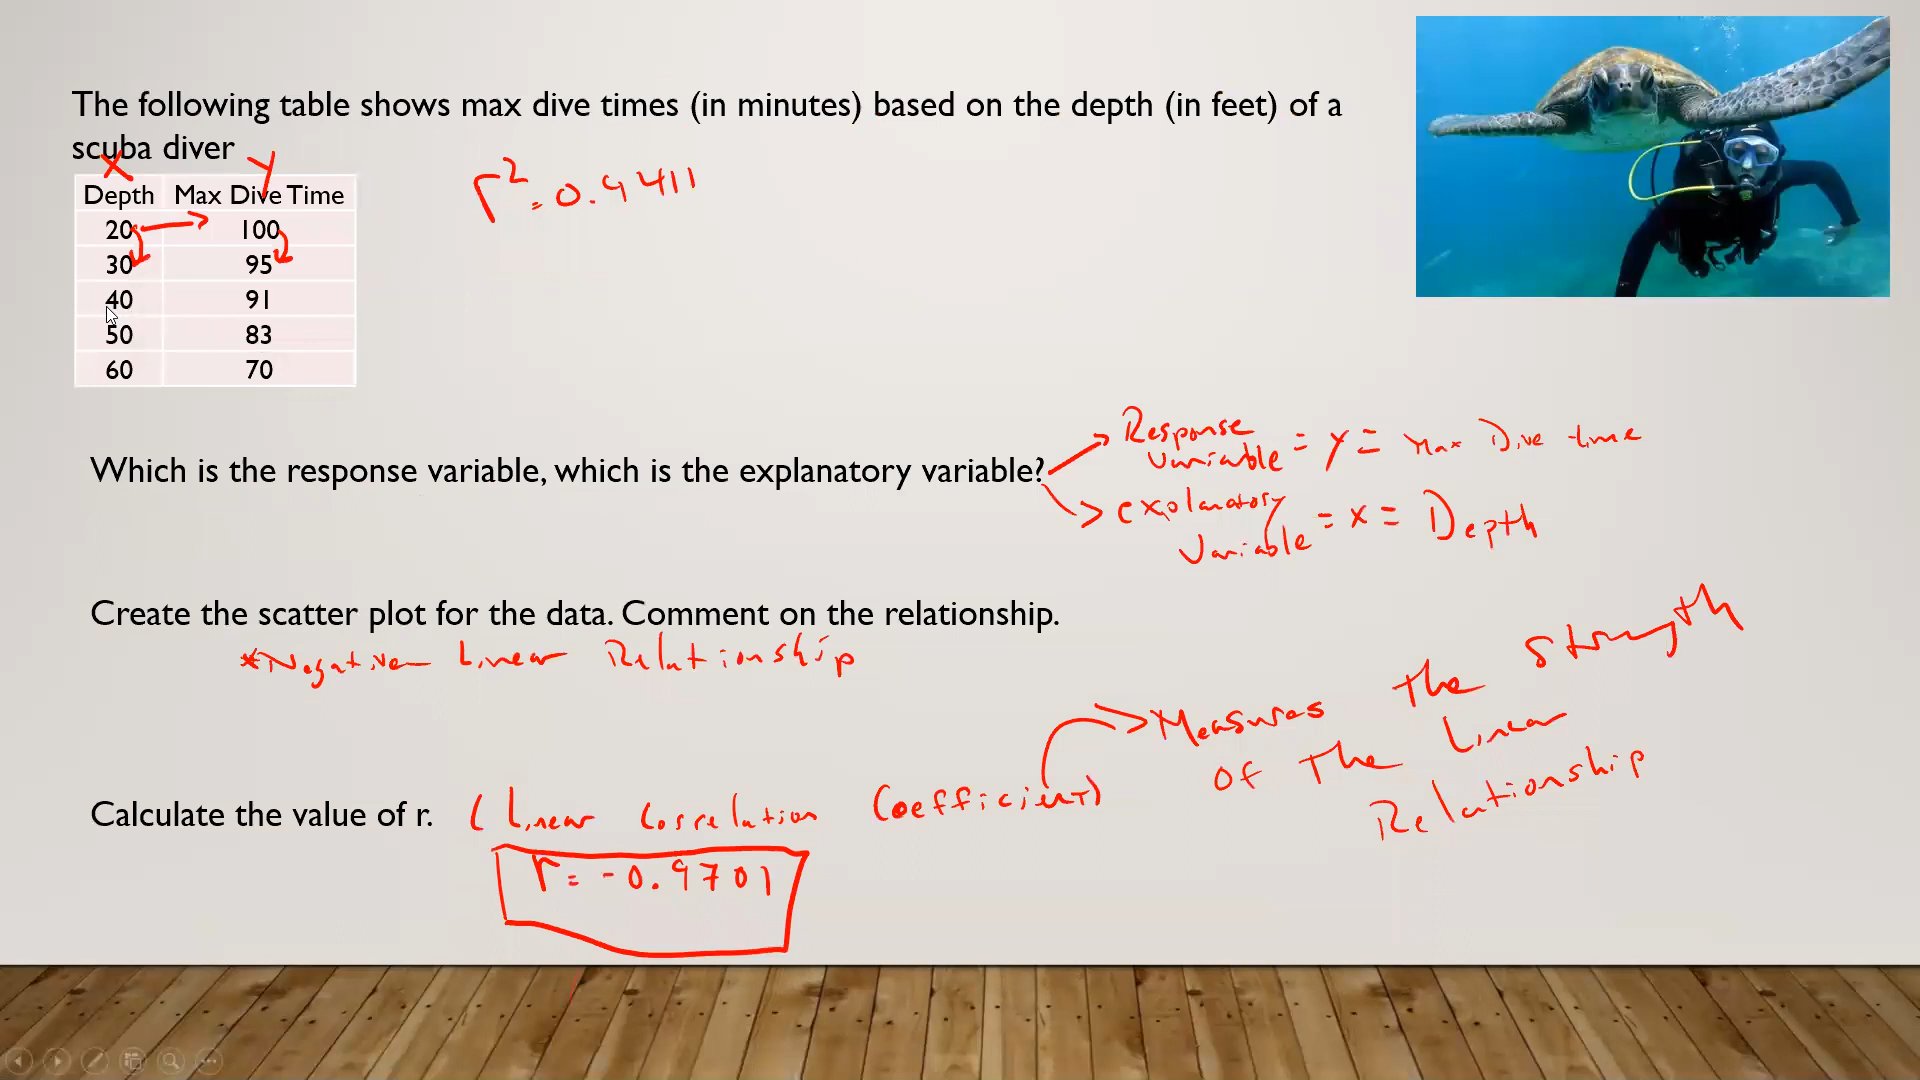 The following table shows max dive times (in minutes) based on the depth (in feet) of a
scuba diver
x y
Depth Max Dive Time
20 100
30 95
40 91
50 83
60 70
r² = 0.9411
Which is the response variable, which is the explanatory variable?
Response
Variable = y = Max Dive time
explanatory
Variable = x = Depth
Create the scatter plot for the data. Comment on the relationship.
*Negative Linear Relationship
Calculate the value of r. (Linear Correlation Coefficient)
Measures the strength
of the Linear
Relationship
r = -0.9701